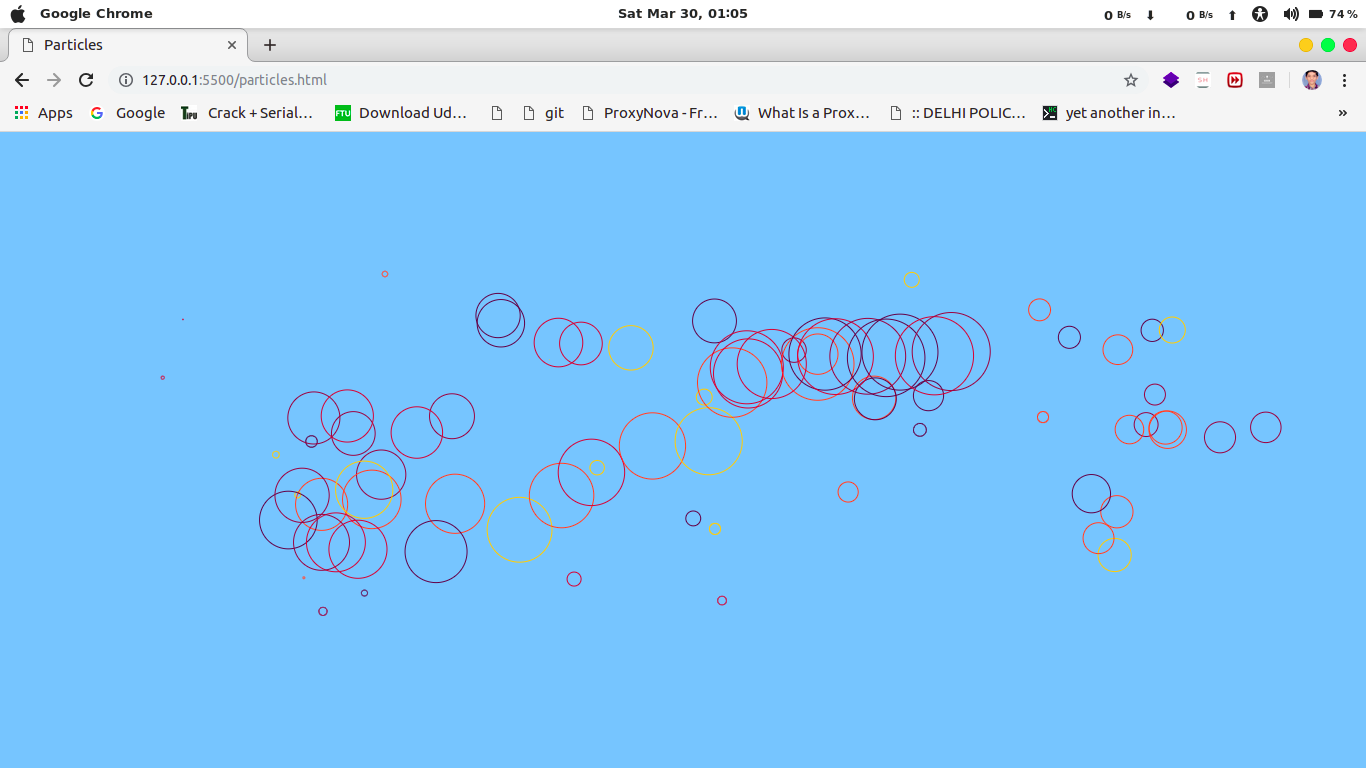 Google Chrome Sat Mar 30, 01:05 0 B/s ⬇ 0 B/s ⬆ 74 %
Particles
127.0.0.1:5500/particles.html
Apps Google Crack + Serial… Download Ud… git ProxyNova - Fr… What Is a Prox… :: DELHI POLIC… yet another in… »